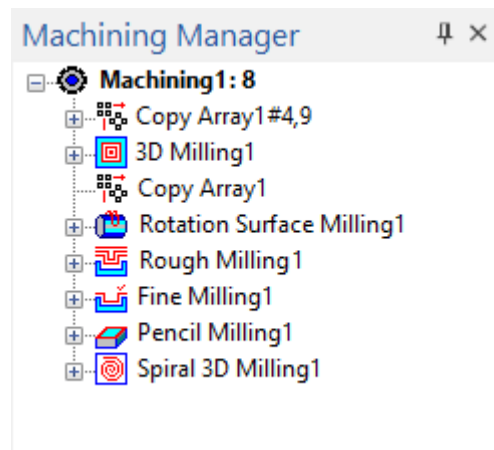 Machining Manager
Machining1: 8
Copy Array1#4,9
3D Milling1
Copy Array1
Rotation Surface Milling1
Rough Milling1
Fine Milling1
Pencil Milling1
Spiral 3D Milling1